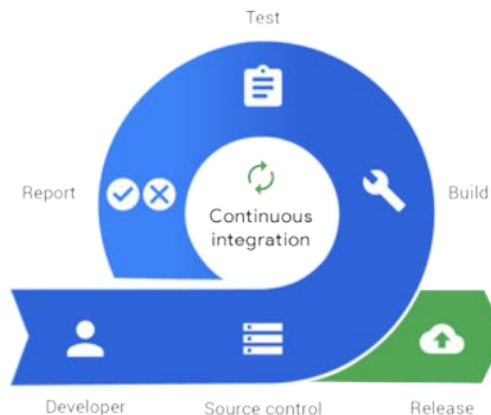 Test
Report
Continuous
integration
Build
Developer
Source control
Release